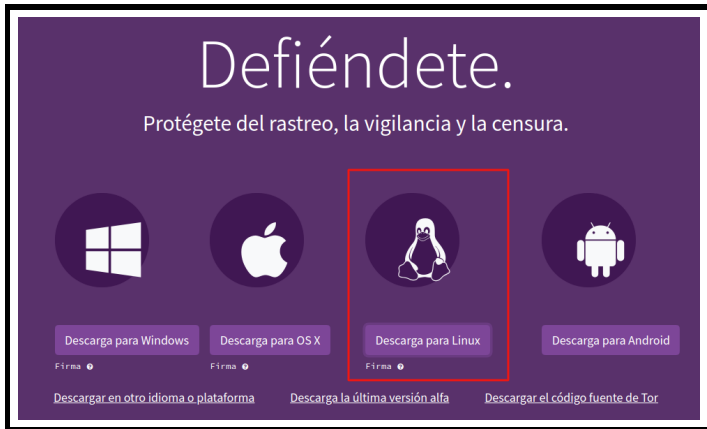 Defiéndete.
Protégete del rastreo, la vigilancia y la censura.
Descarga para Windows
Descarga para OS X
Descarga para Linux
Descarga para Android
Firma ?
Firma ?
Firma ?
Descargar en otro idioma o plataforma
Descarga la última versión alfa
Descargar el código fuente de Tor